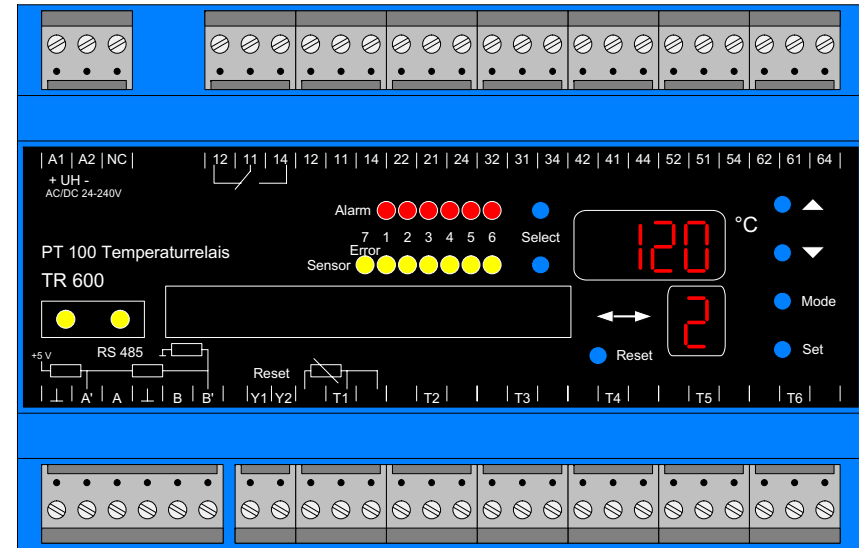 | A1 | A2 | NC | | 12 | 11 | 14 | 12 | 11 | 14 | 22 | 21 | 24 | 32 | 31 | 34 | 42 | 41 | 44 | 52 | 51 | 54 | 62 | 61 | 64 |
+ UH -
AC/DC 24-240V
Alarm
7 1 2 3 4 5 6 Select
Error
Sensor
120 °C
PT 100 Temperaturrelais
TR 600
2
Mode
Set
Reset
+5 V
RS 485
Reset
| ⊥ | A' | A | ⊥ | B | B' | | Y1 | Y2 | | T1 | | T2 | | T3 | | T4 | | T5 | | T6 |